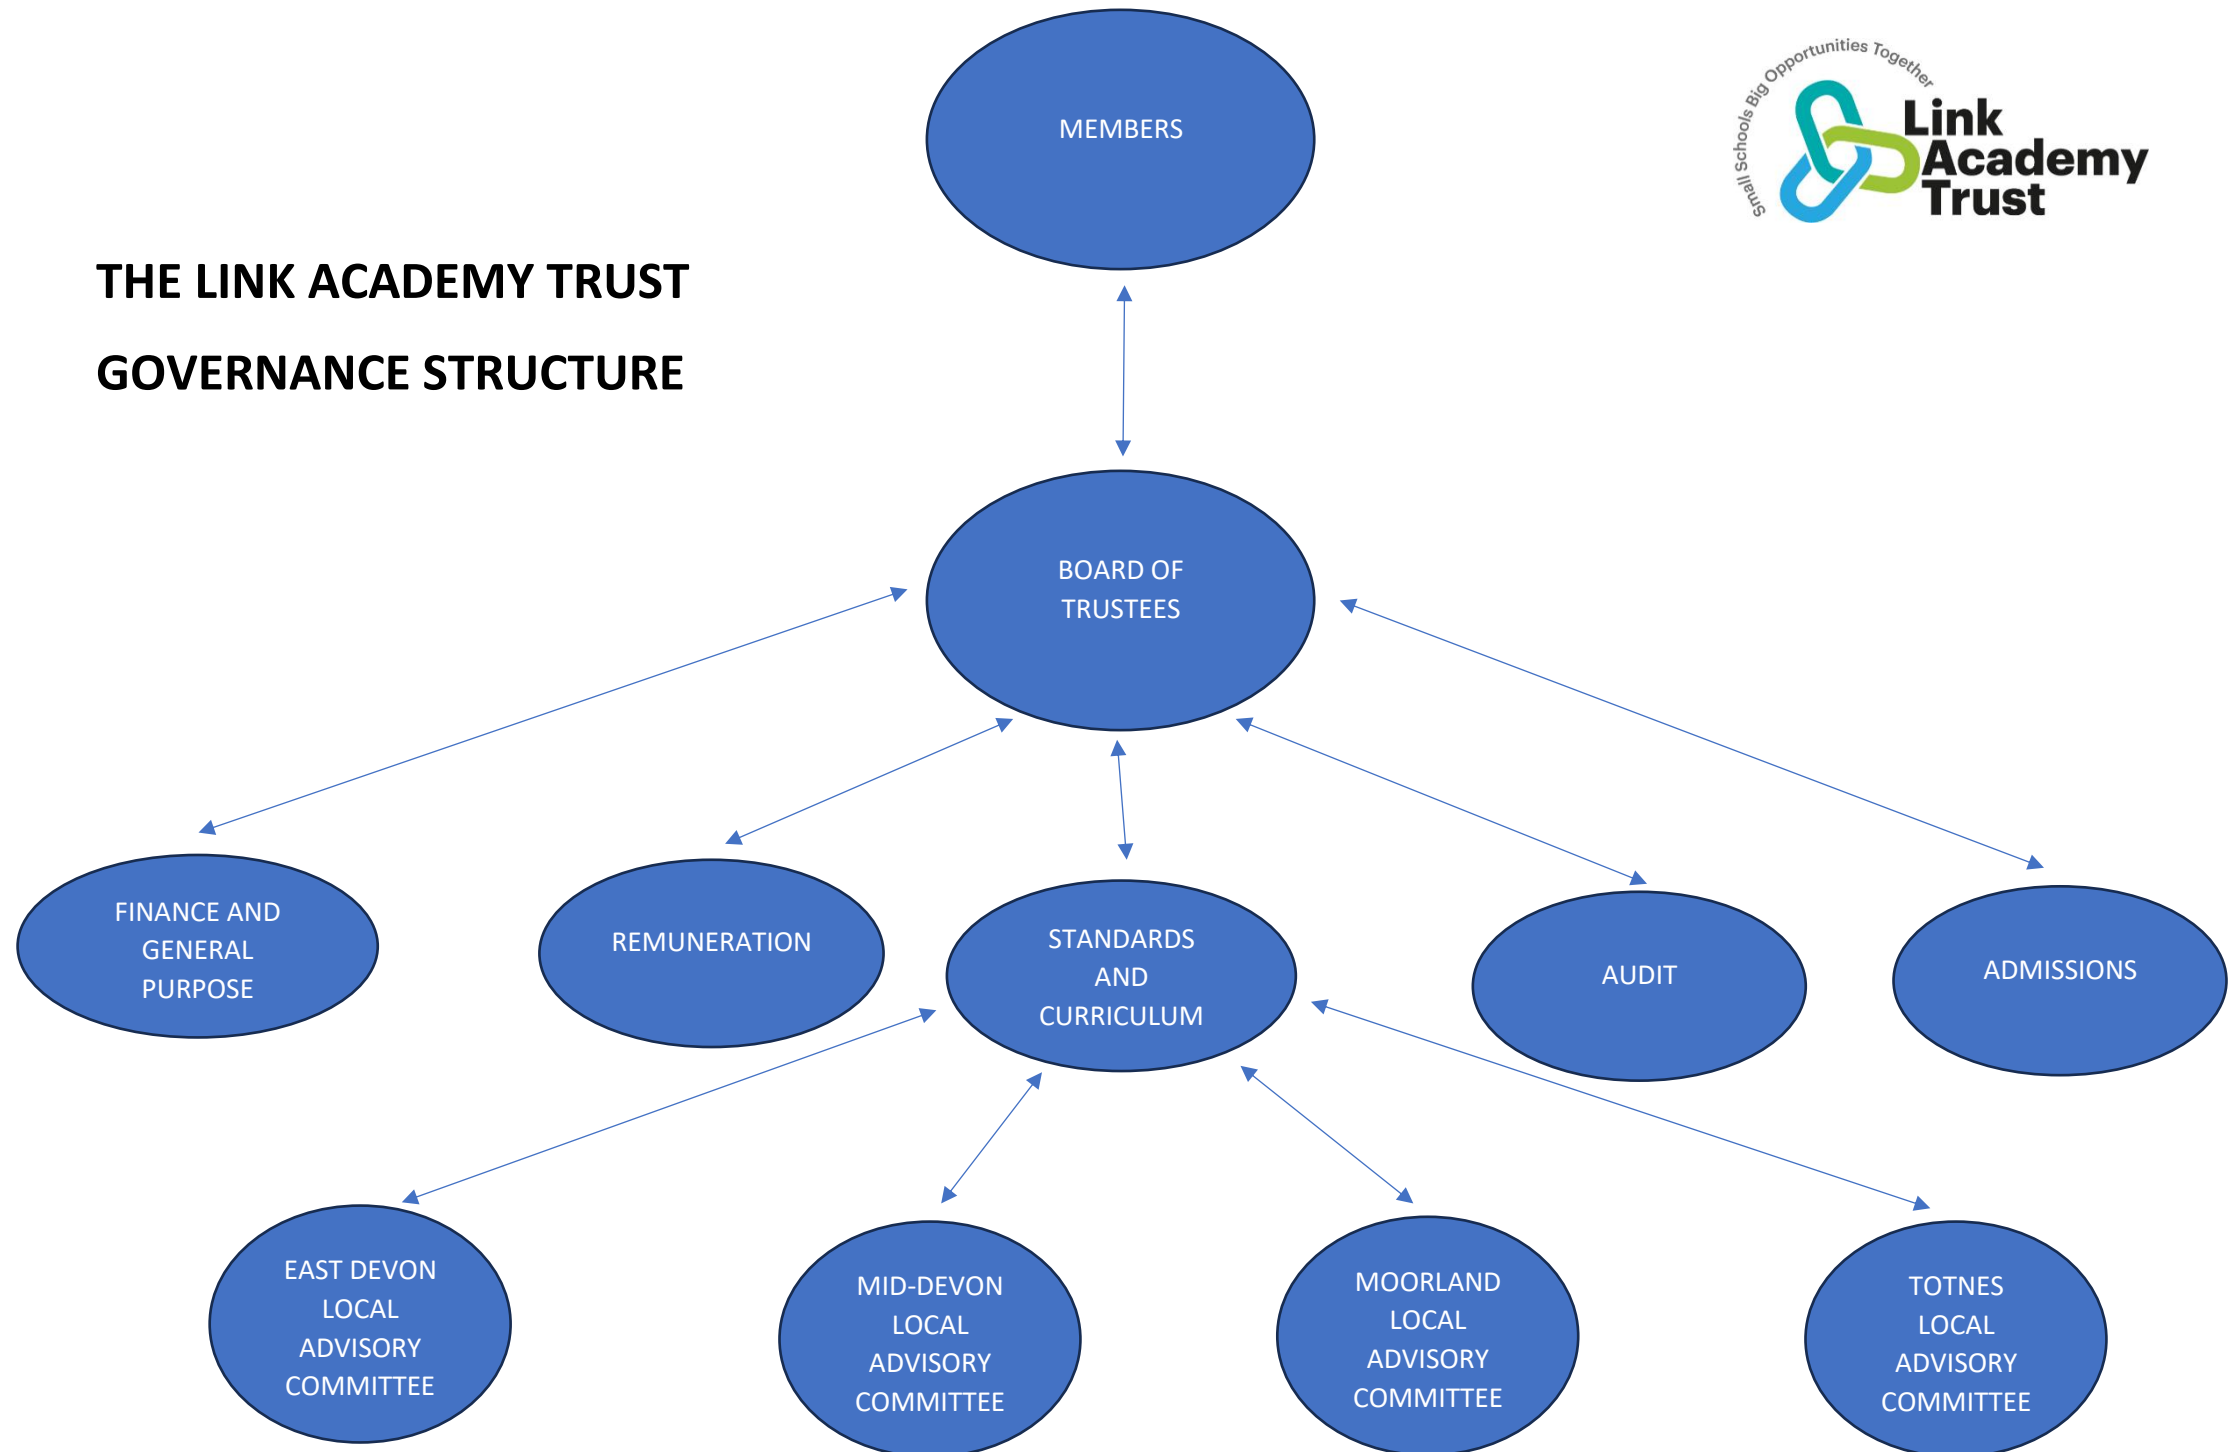 MEMBERS
Small Schools Big Opportunities Together
Link
Academy
Trust
THE LINK ACADEMY TRUST
GOVERNANCE STRUCTURE
BOARD OF
TRUSTEES
FINANCE AND
GENERAL
PURPOSE
REMUNERATION
STANDARDS
AND
CURRICULUM
AUDIT
ADMISSIONS
EAST DEVON
LOCAL
ADVISORY
COMMITTEE
MID-DEVON
LOCAL
ADVISORY
COMMITTEE
MOORLAND
LOCAL
ADVISORY
COMMITTEE
TOTNES
LOCAL
ADVISORY
COMMITTEE